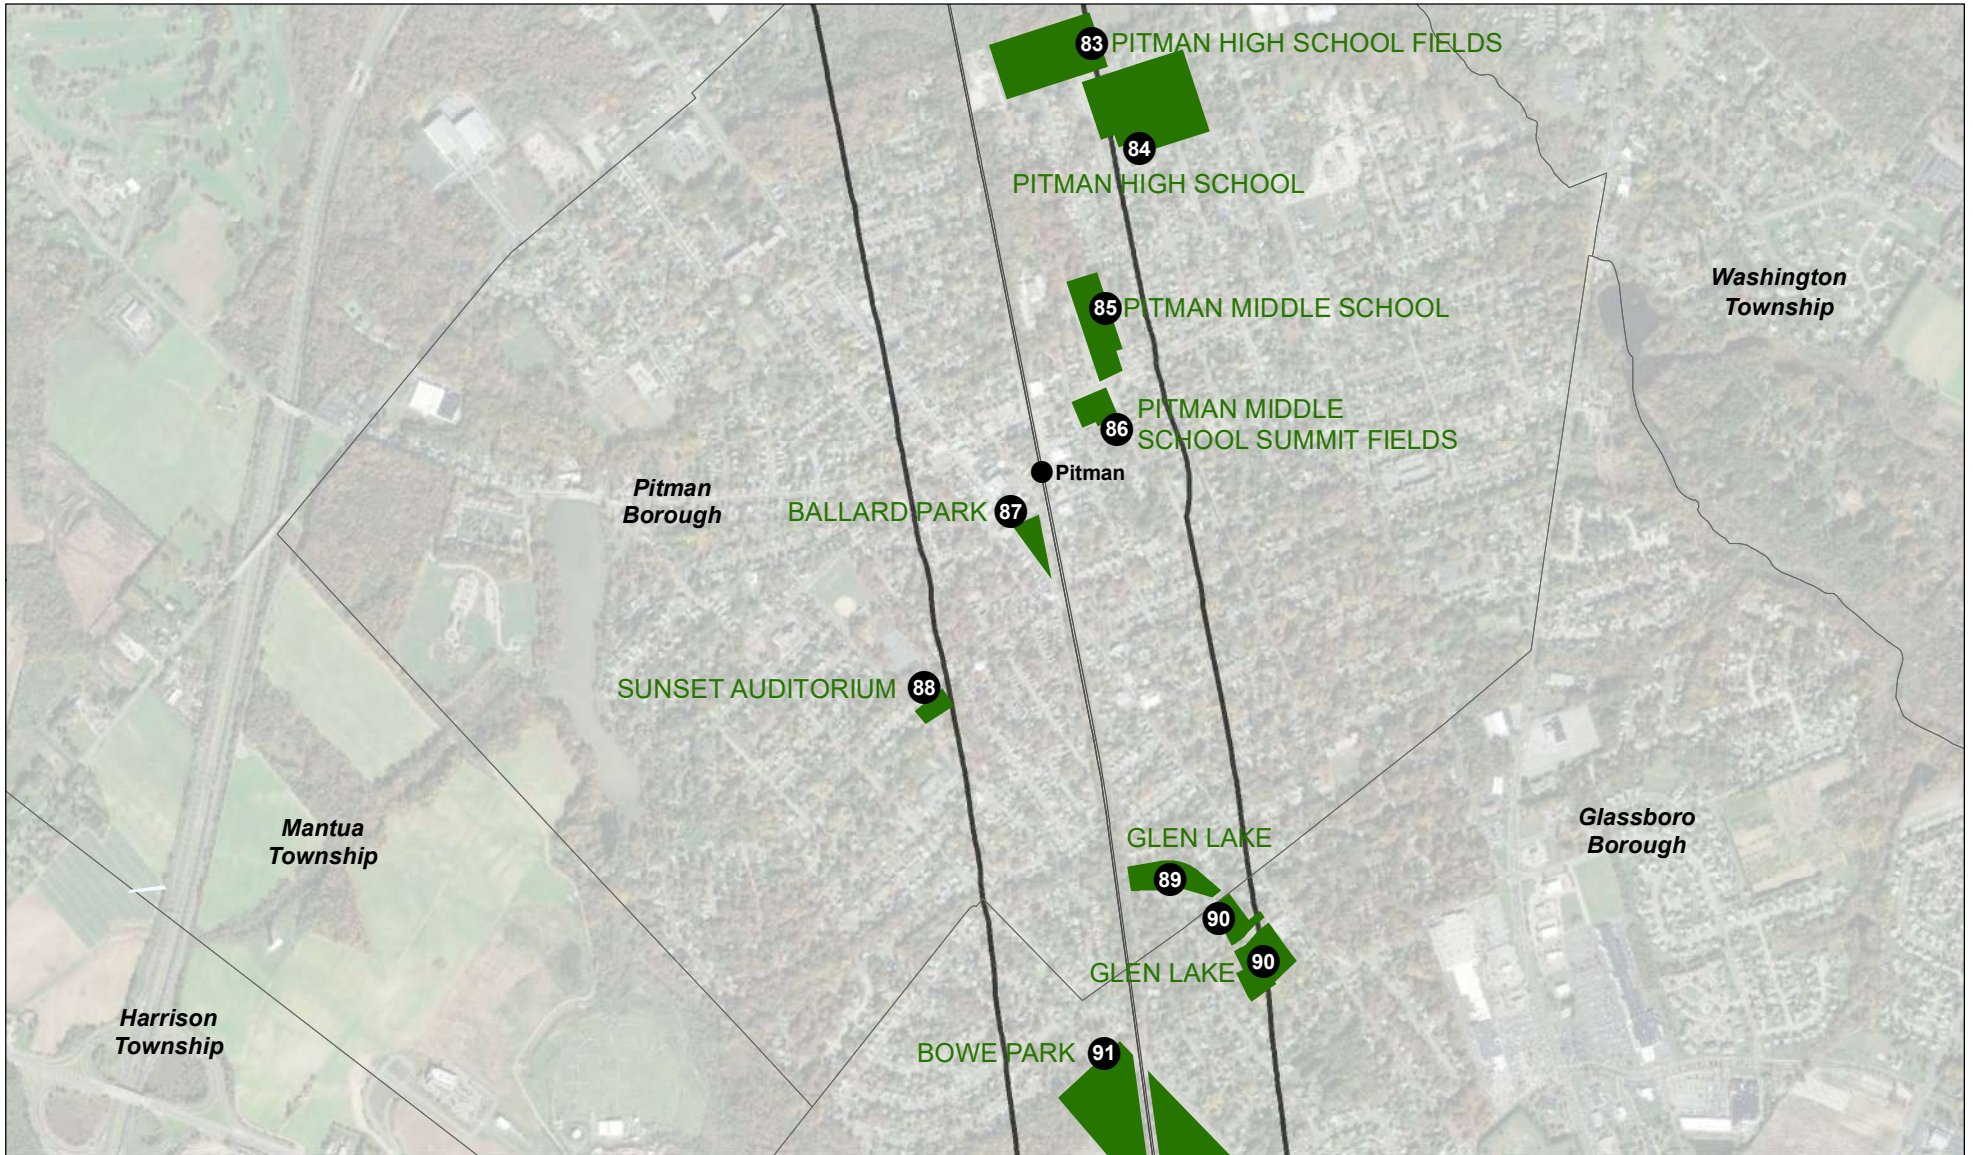 83 PITMAN HIGH SCHOOL FIELDS
84
PITMAN HIGH SCHOOL
Washington
Township
85 PITMAN MIDDLE SCHOOL
PITMAN MIDDLE
86
SCHOOL SUMMIT FIELDS
Pitman
Pitman
Borough
BALLARD PARK 87
SUNSET AUDITORIUM 88
Mantua
Township
GLEN LAKE
Glassboro
Borough
89
90
GLEN LAKE 90
Harrison
Township
BOWE PARK 91